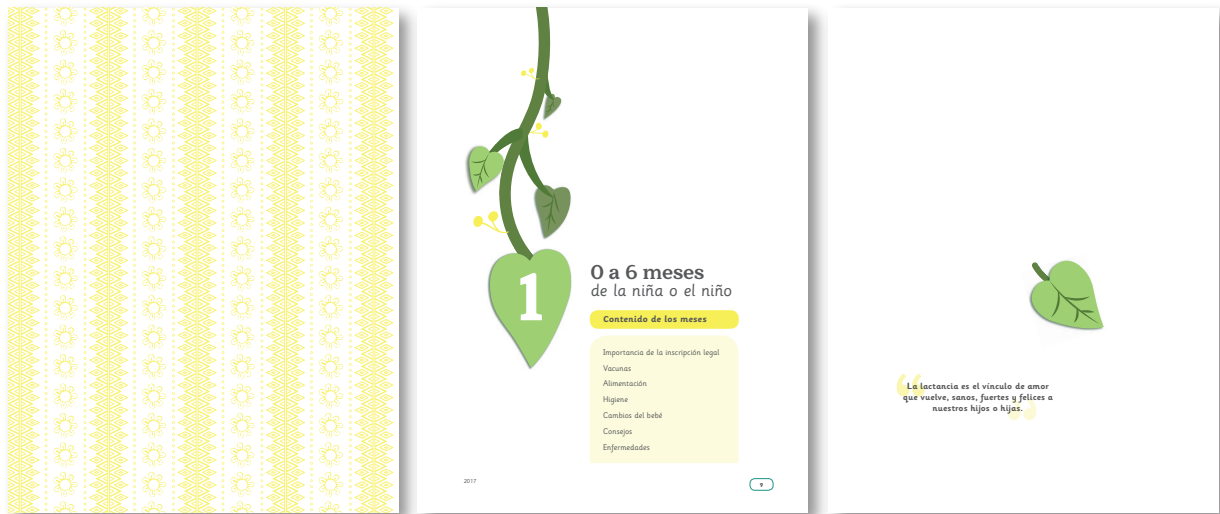 1
0 a 6 meses
de la niña o el niño
Contenido de los meses
Importancia de la inscripción legal
Vacunas
Alimentación
Higiene
Cambios del bebé
Consejos
Enfermedades
2017
9
“La lactancia es el vínculo de amor
que vuelve, sanos, fuertes y felices a
nuestros hijos o hijas.”